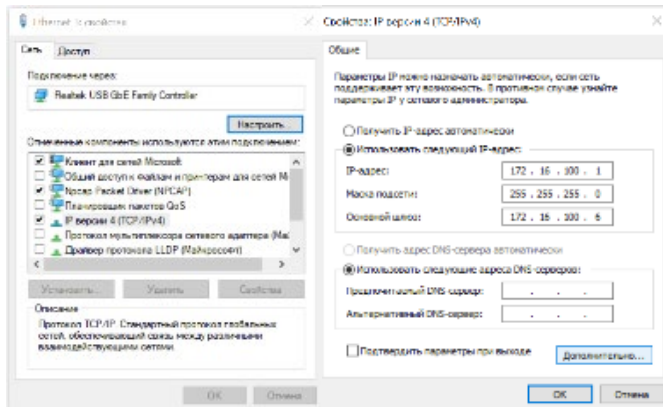 Ethernet 1: свойства
Сеть
Доступ
Подключение через:
Realtek USB GbE Family Controller
Настроить...
Отмеченные компоненты используются этим подключением:
Клиент для сетей Microsoft
Общий доступ к файлам и принтерам для сетей Mi
Npcap Packet Driver (NPCAP)
Планировщик пакетов QoS
IP версии 4 (TCP/IPv4)
Протокол мультиплексора сетевого адаптера (Май
Драйвер протокола LLDP (Майкрософт)
Установить...
Удалить
Свойства
Описание
Протокол TCP/IP. Стандартный протокол глобальных
сетей, обеспечивающий связь между различными
взаимодействующими сетями.
OK
Отмена
Свойства: IP версии 4 (TCP/IPv4)
Общие
Параметры IP можно назначать автоматически, если сеть
поддерживает эту возможность. В противном случае узнайте
параметры IP у сетевого администратора.
Получить IP-адрес автоматически
Использовать следующий IP-адрес:
IP-адрес:
172 . 16 . 100 . 1
Маска подсети:
255 . 255 . 255 . 0
Основной шлюз:
172 . 16 . 100 . 6
Получить адрес DNS-сервера автоматически
Использовать следующие адреса DNS-серверов:
Предпочитаемый DNS-сервер:
Альтернативный DNS-сервер:
Подтвердить параметры при выходе
Дополнительно...
OK
Отмена